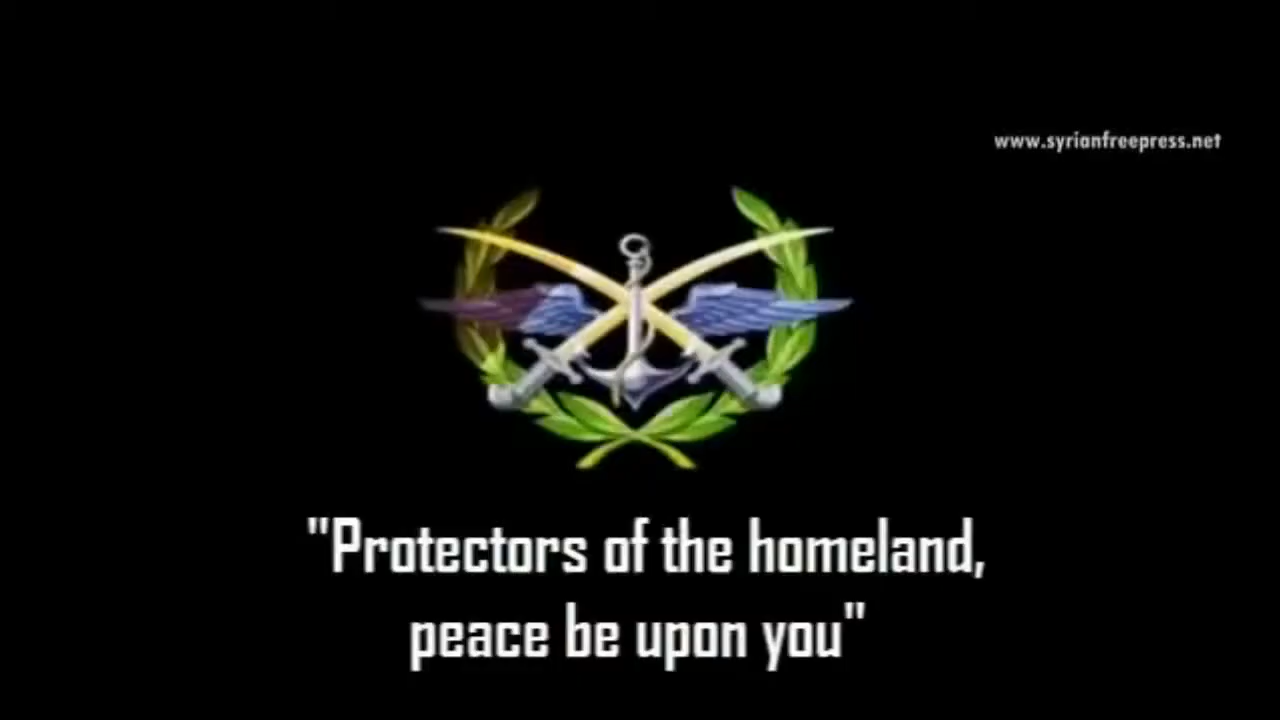 www.syrianfreepress.net
"Protectors of the homeland,
peace be upon you"